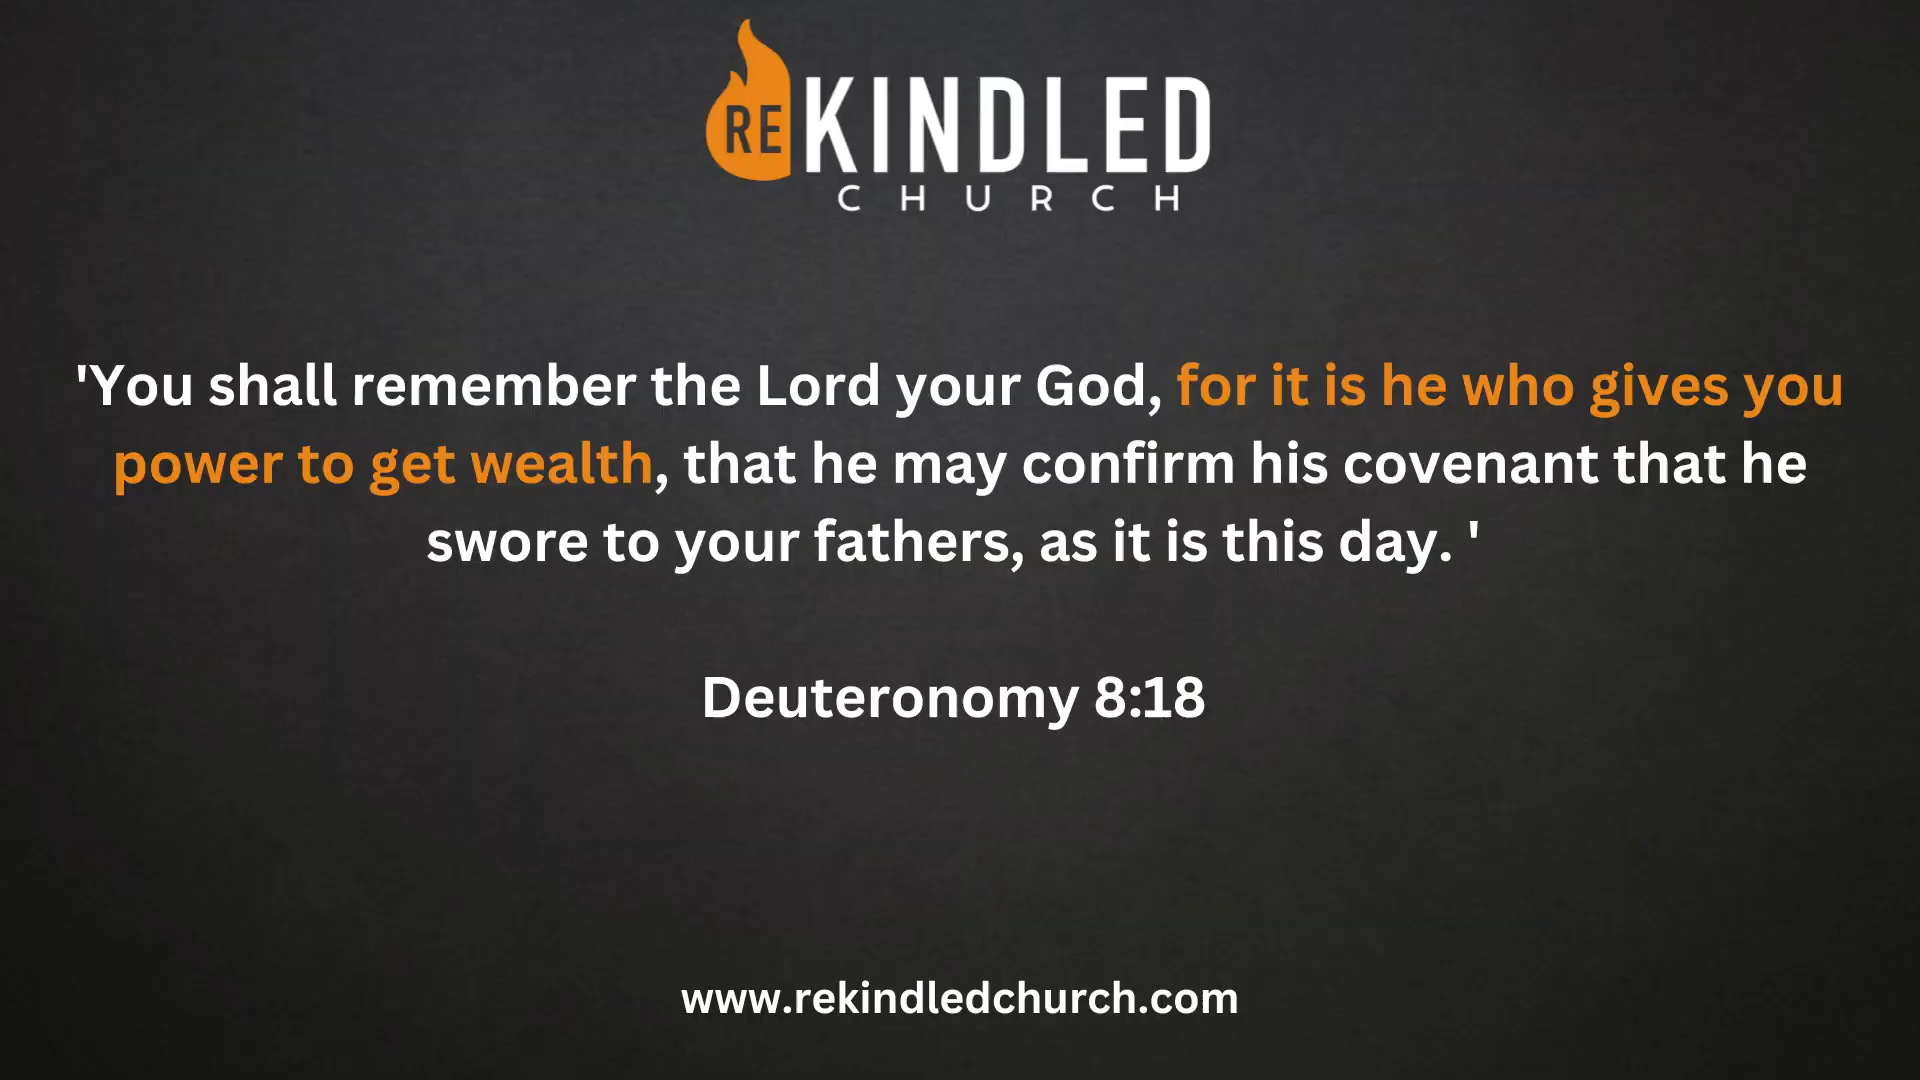 REKINDLED
CHURCH
'You shall remember the Lord your God, for it is he who gives you
power to get wealth, that he may confirm his covenant that he
swore to your fathers, as it is this day. '
Deuteronomy 8:18
www.rekindledchurch.com